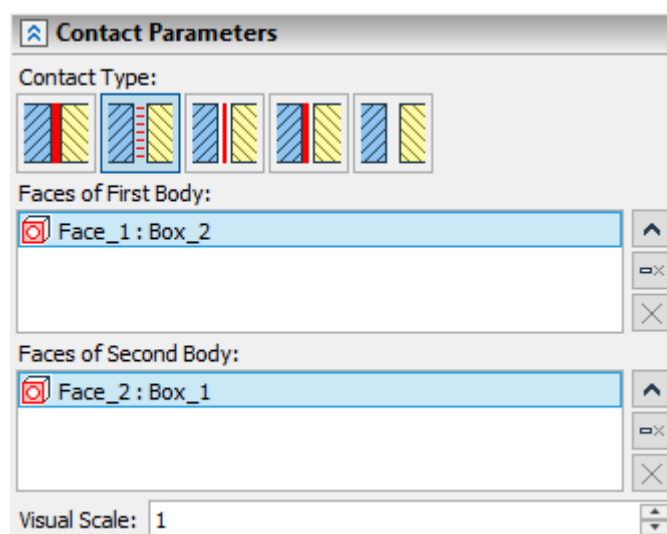 Contact Parameters
Contact Type:
Faces of First Body:
Face_1 : Box_2
Faces of Second Body:
Face_2 : Box_1
Visual Scale: 1